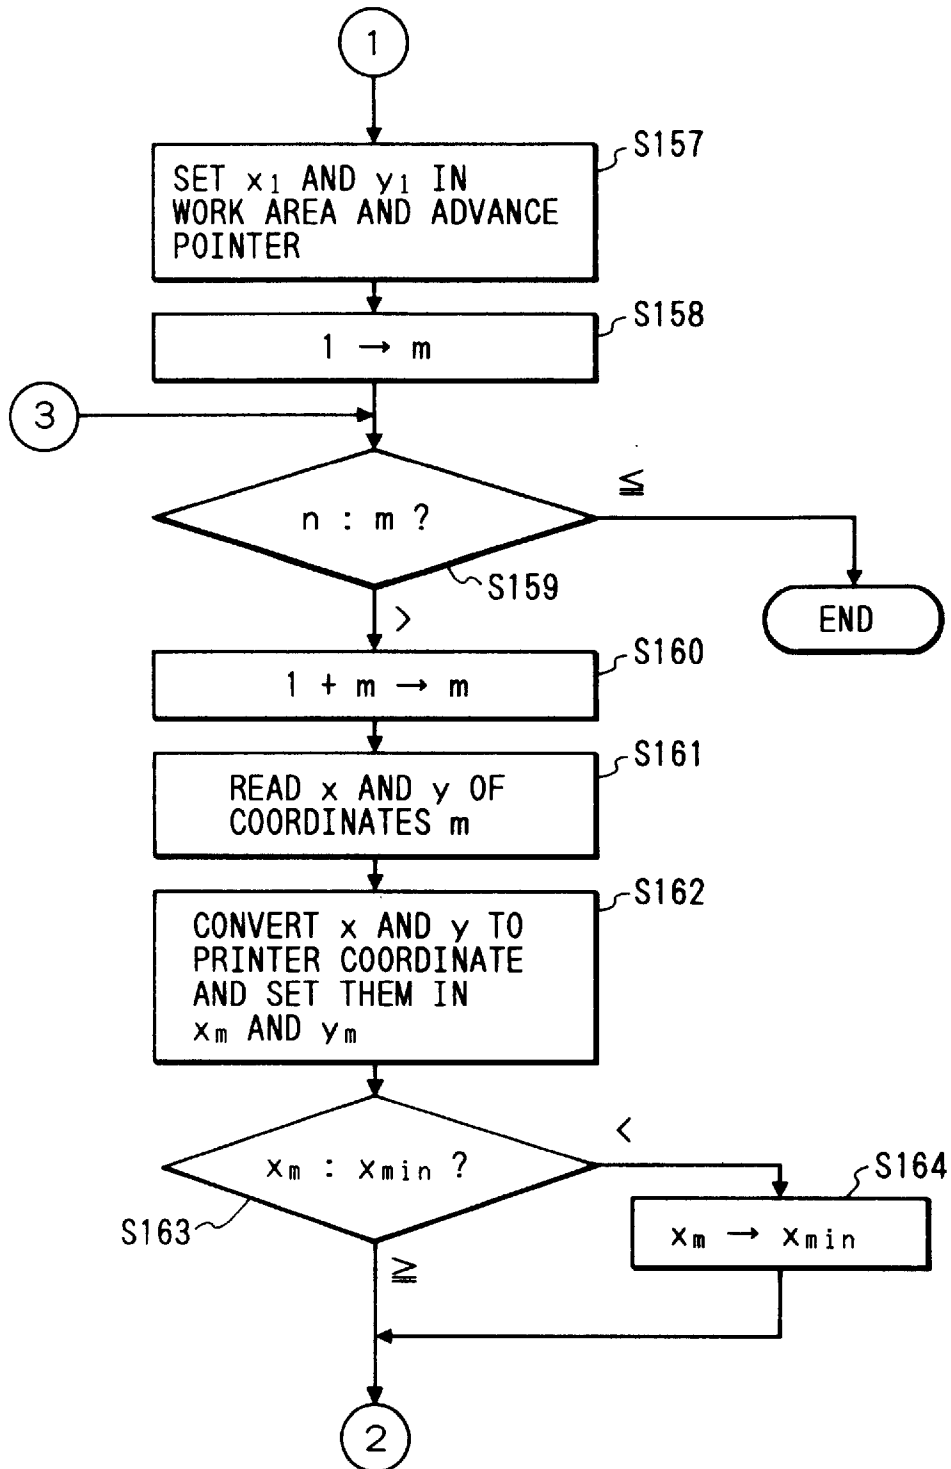 1
S157
SET x₁ AND y₁ IN
WORK AREA AND ADVANCE
POINTER
S158
1 → m
3
n : m ?
≦
S159
>
END
S160
1 + m → m
S161
READ x AND y OF
COORDINATES m
S162
CONVERT x AND y TO
PRINTER COORDINATE
AND SET THEM IN
xₘ AND yₘ
<
xₘ : xₘᵢₙ ?
S163
≧
S164
xₘ → xₘᵢₙ
2